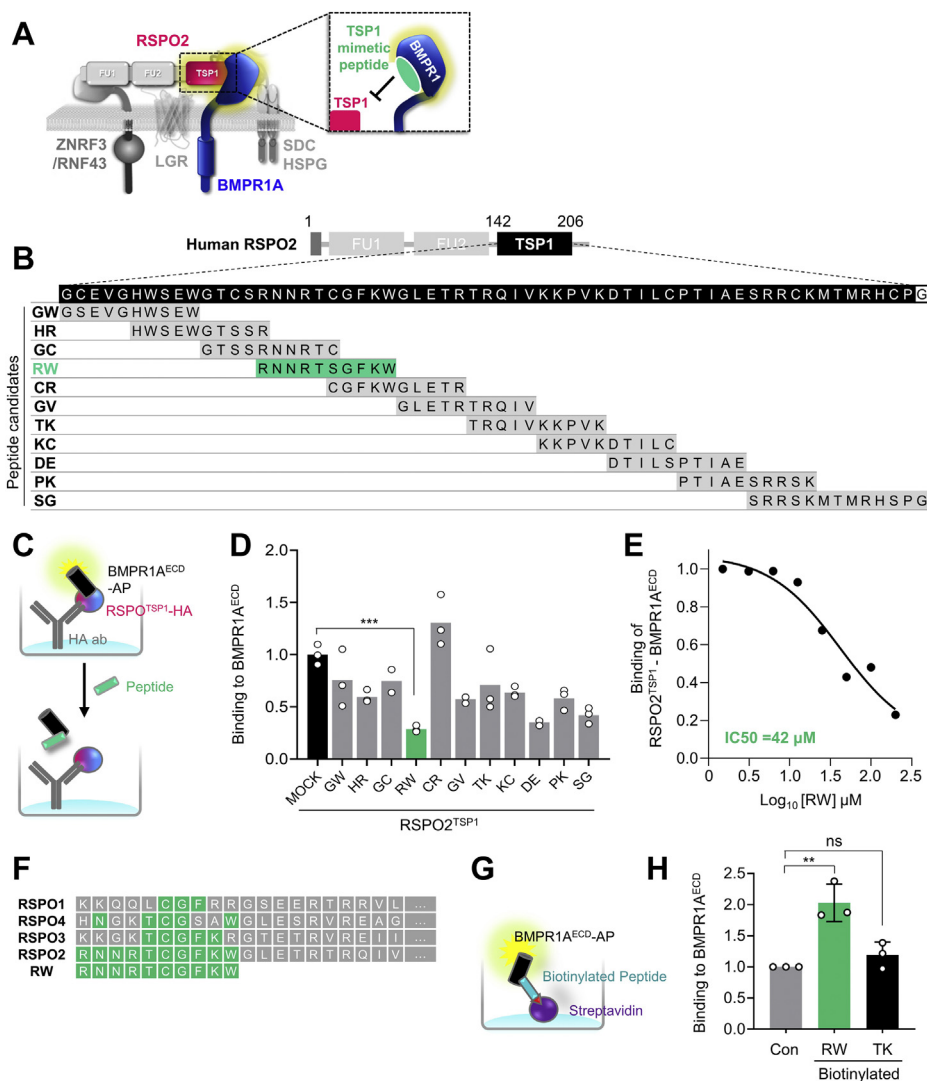 A
RSPO2
FU1
FU2
TSP1
ZNRF3
/RNF43
LGR
BMPR1A
SDC
HSPG
TSP1
mimetic
peptide
BMPR1
TSP1
1 142 206
Human RSPO2 FU1 FU2 TSP1
B
G C E V G H W S E W G T C S R N N R T C G F K W G L E T R T R Q I V K K P V K D T I L C P T I A E S R R C K M T M R H C P G
Peptide candidates
GW G S E V G H W S E W
HR H W S E W G T S S R
GC G T S S R N N R T C
RW R N N R T S G F K W
CR C G F K W G L E T R
GV G L E T R T R Q I V
TK T R Q I V K K P V K
KC K K P V K D T I L C
DE D T I L S P T I A E
PK P T I A E S R R S K
SG S R R S K M T M R H S P G
C
BMPR1A^ECD
-AP
RSPO^TSP1-HA
HA ab
Peptide
D
Binding to BMPR1A^ECD
2.0
1.5
1.0
0.5
0.0
***
MOCK GW HR GC RW CR GV TK KC DE PK SG
RSPO2^TSP1
E
Binding of
RSPO2^TSP1 - BMPR1A^ECD
1.0
0.8
0.6
0.4
0.2
0.0
IC50 =42 µM
0.0 0.5 1.0 1.5 2.0 2.5
Log10 [RW] µM
F
RSPO1 K K Q Q L C G F R R G S E E R T R R V L ...
RSPO4 H N G K T C G S A W G L E S R V R E A G ...
RSPO3 K K G K T C G F K R G T E T R V R E I I ...
RSPO2 R N N R T C G F K W G L E T R T R Q I V ...
RW R N N R T C G F K W
G
BMPR1A^ECD-AP
Biotinylated Peptide
Streptavidin
H
Binding to BMPR1A^ECD
2.5
2.0
1.5
1.0
0.5
0.0
ns
**
Con RW TK
Biotinylated